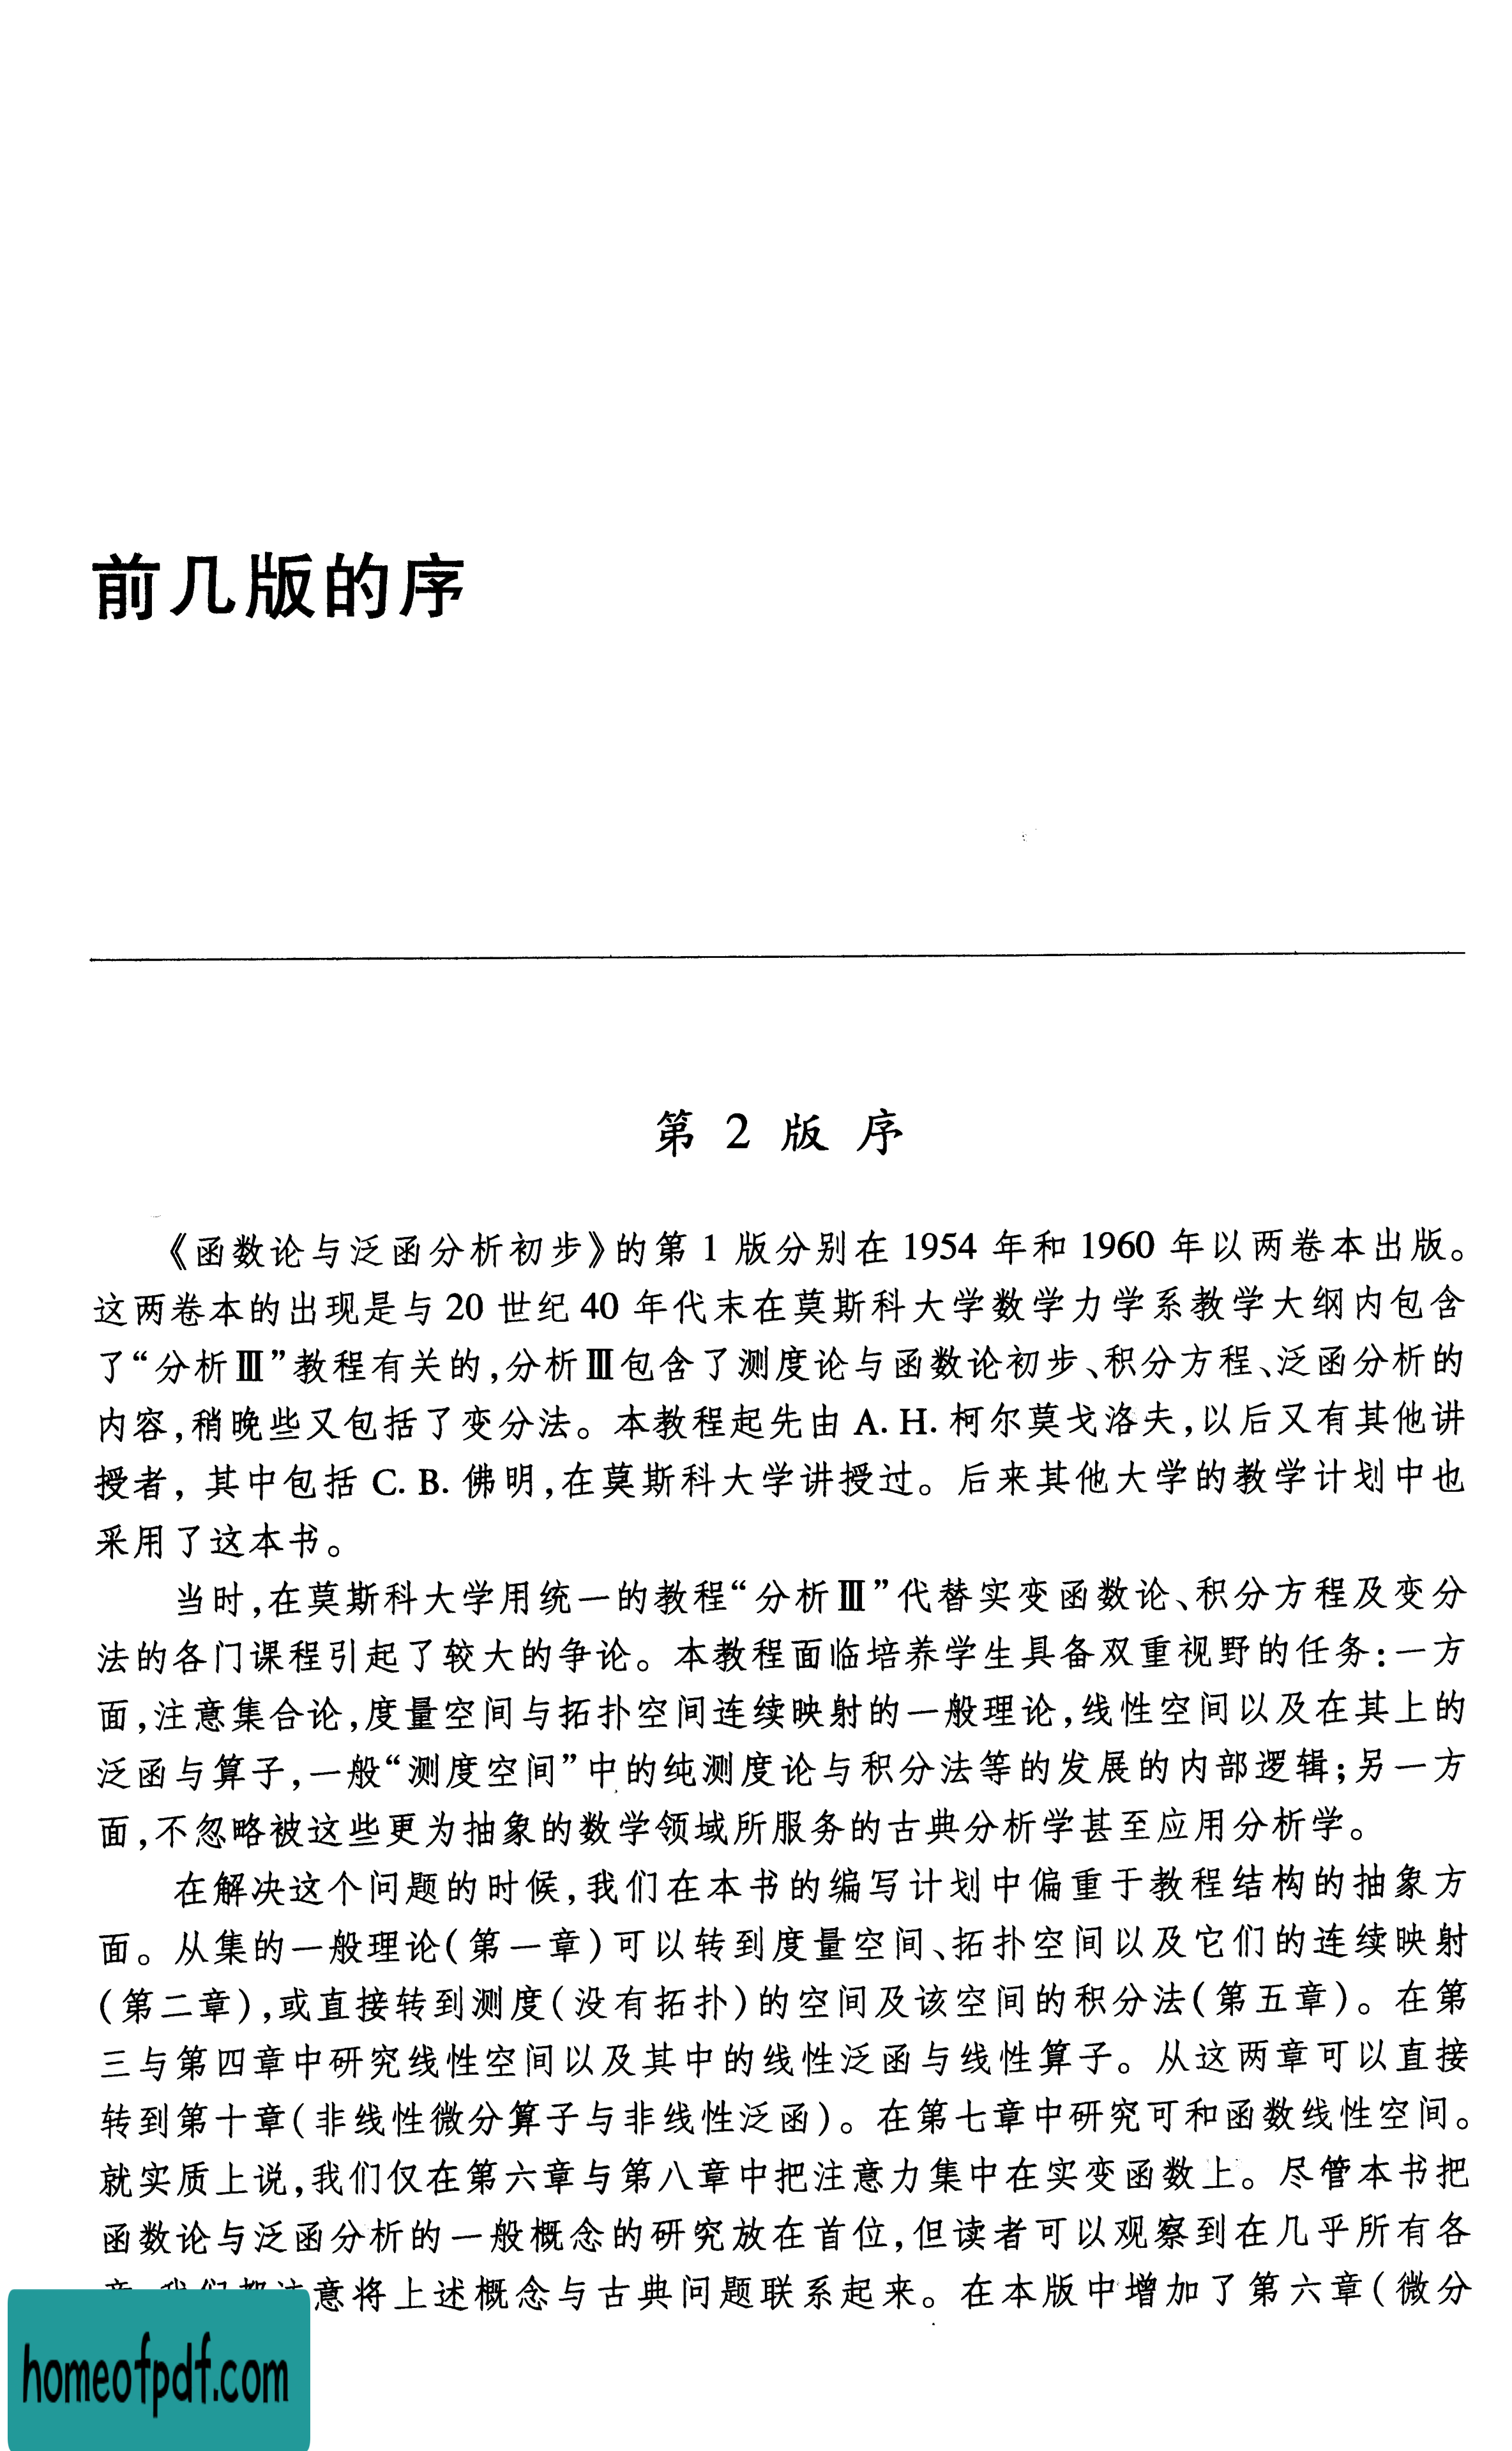 前几版的序
第 2 版 序
《函数论与泛函分析初步》的第 1 版分别在 1954 年和 1960 年以两卷本出版。
这两卷本的出现是与 20 世纪 40 年代末在莫斯科大学数学力学系教学大纲内包含
了“分析Ⅲ”教程有关的,分析Ⅲ包含了测度论与函数论初步、积分方程、泛函分析的
内容,稍晚些又包括了变分法。本教程起先由 A. H. 柯尔莫戈洛夫,以后又有其他讲
授者, 其中包括 C. B. 佛明,在莫斯科大学讲授过。后来其他大学的教学计划中也
采用了这本书。
当时,在莫斯科大学用统一的教程“分析Ⅲ”代替实变函数论、积分方程及变分
法的各门课程引起了较大的争论。本教程面临培养学生具备双重视野的任务:一方
面,注意集合论,度量空间与拓扑空间连续映射的一般理论,线性空间以及在其上的
泛函与算子,一般“测度空间”中的纯测度论与积分法等的发展的内部逻辑;另一方
面,不忽略被这些更为抽象的数学领域所服务的古典分析学甚至应用分析学。
在解决这个问题的时候,我们在本书的编写计划中偏重于教程结构的抽象方
面。从集的一般理论(第一章)可以转到度量空间、拓扑空间以及它们的连续映射
(第二章),或直接转到测度(没有拓扑)的空间及该空间的积分法(第五章)。在第
三与第四章中研究线性空间以及其中的线性泛函与线性算子。从这两章可以直接
转到第十章(非线性微分算子与非线性泛函)。在第七章中研究可和函数线性空间。
就实质上说,我们仅在第六章与第八章中把注意力集中在实变函数上。尽管本书把
函数论与泛函分析的一般概念的研究放在首位,但读者可以观察到在几乎所有各
意将上述概念与古典问题联系起来。在本版中增加了第六章(微分
homeofpdf.com